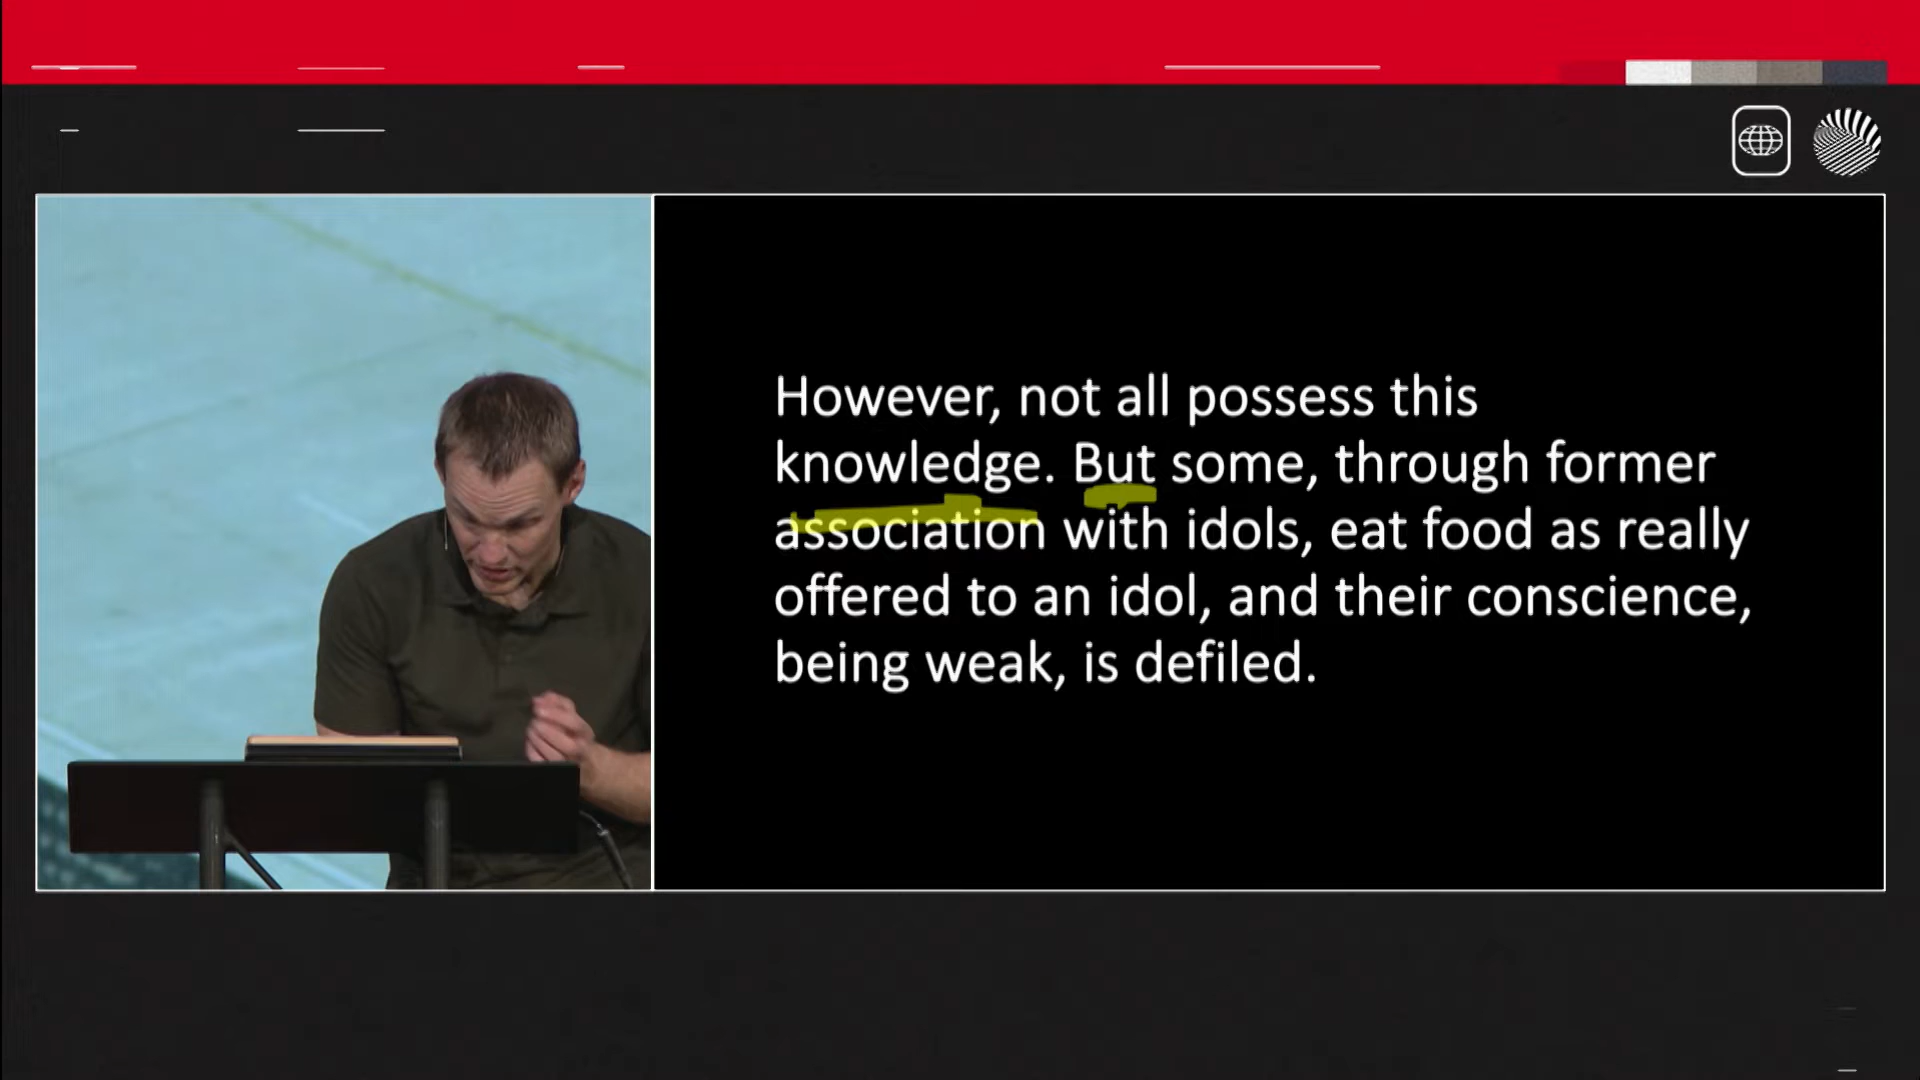 However, not all possess this
knowledge. But some, through former
association with idols, eat food as really
offered to an idol, and their conscience,
being weak, is defiled.